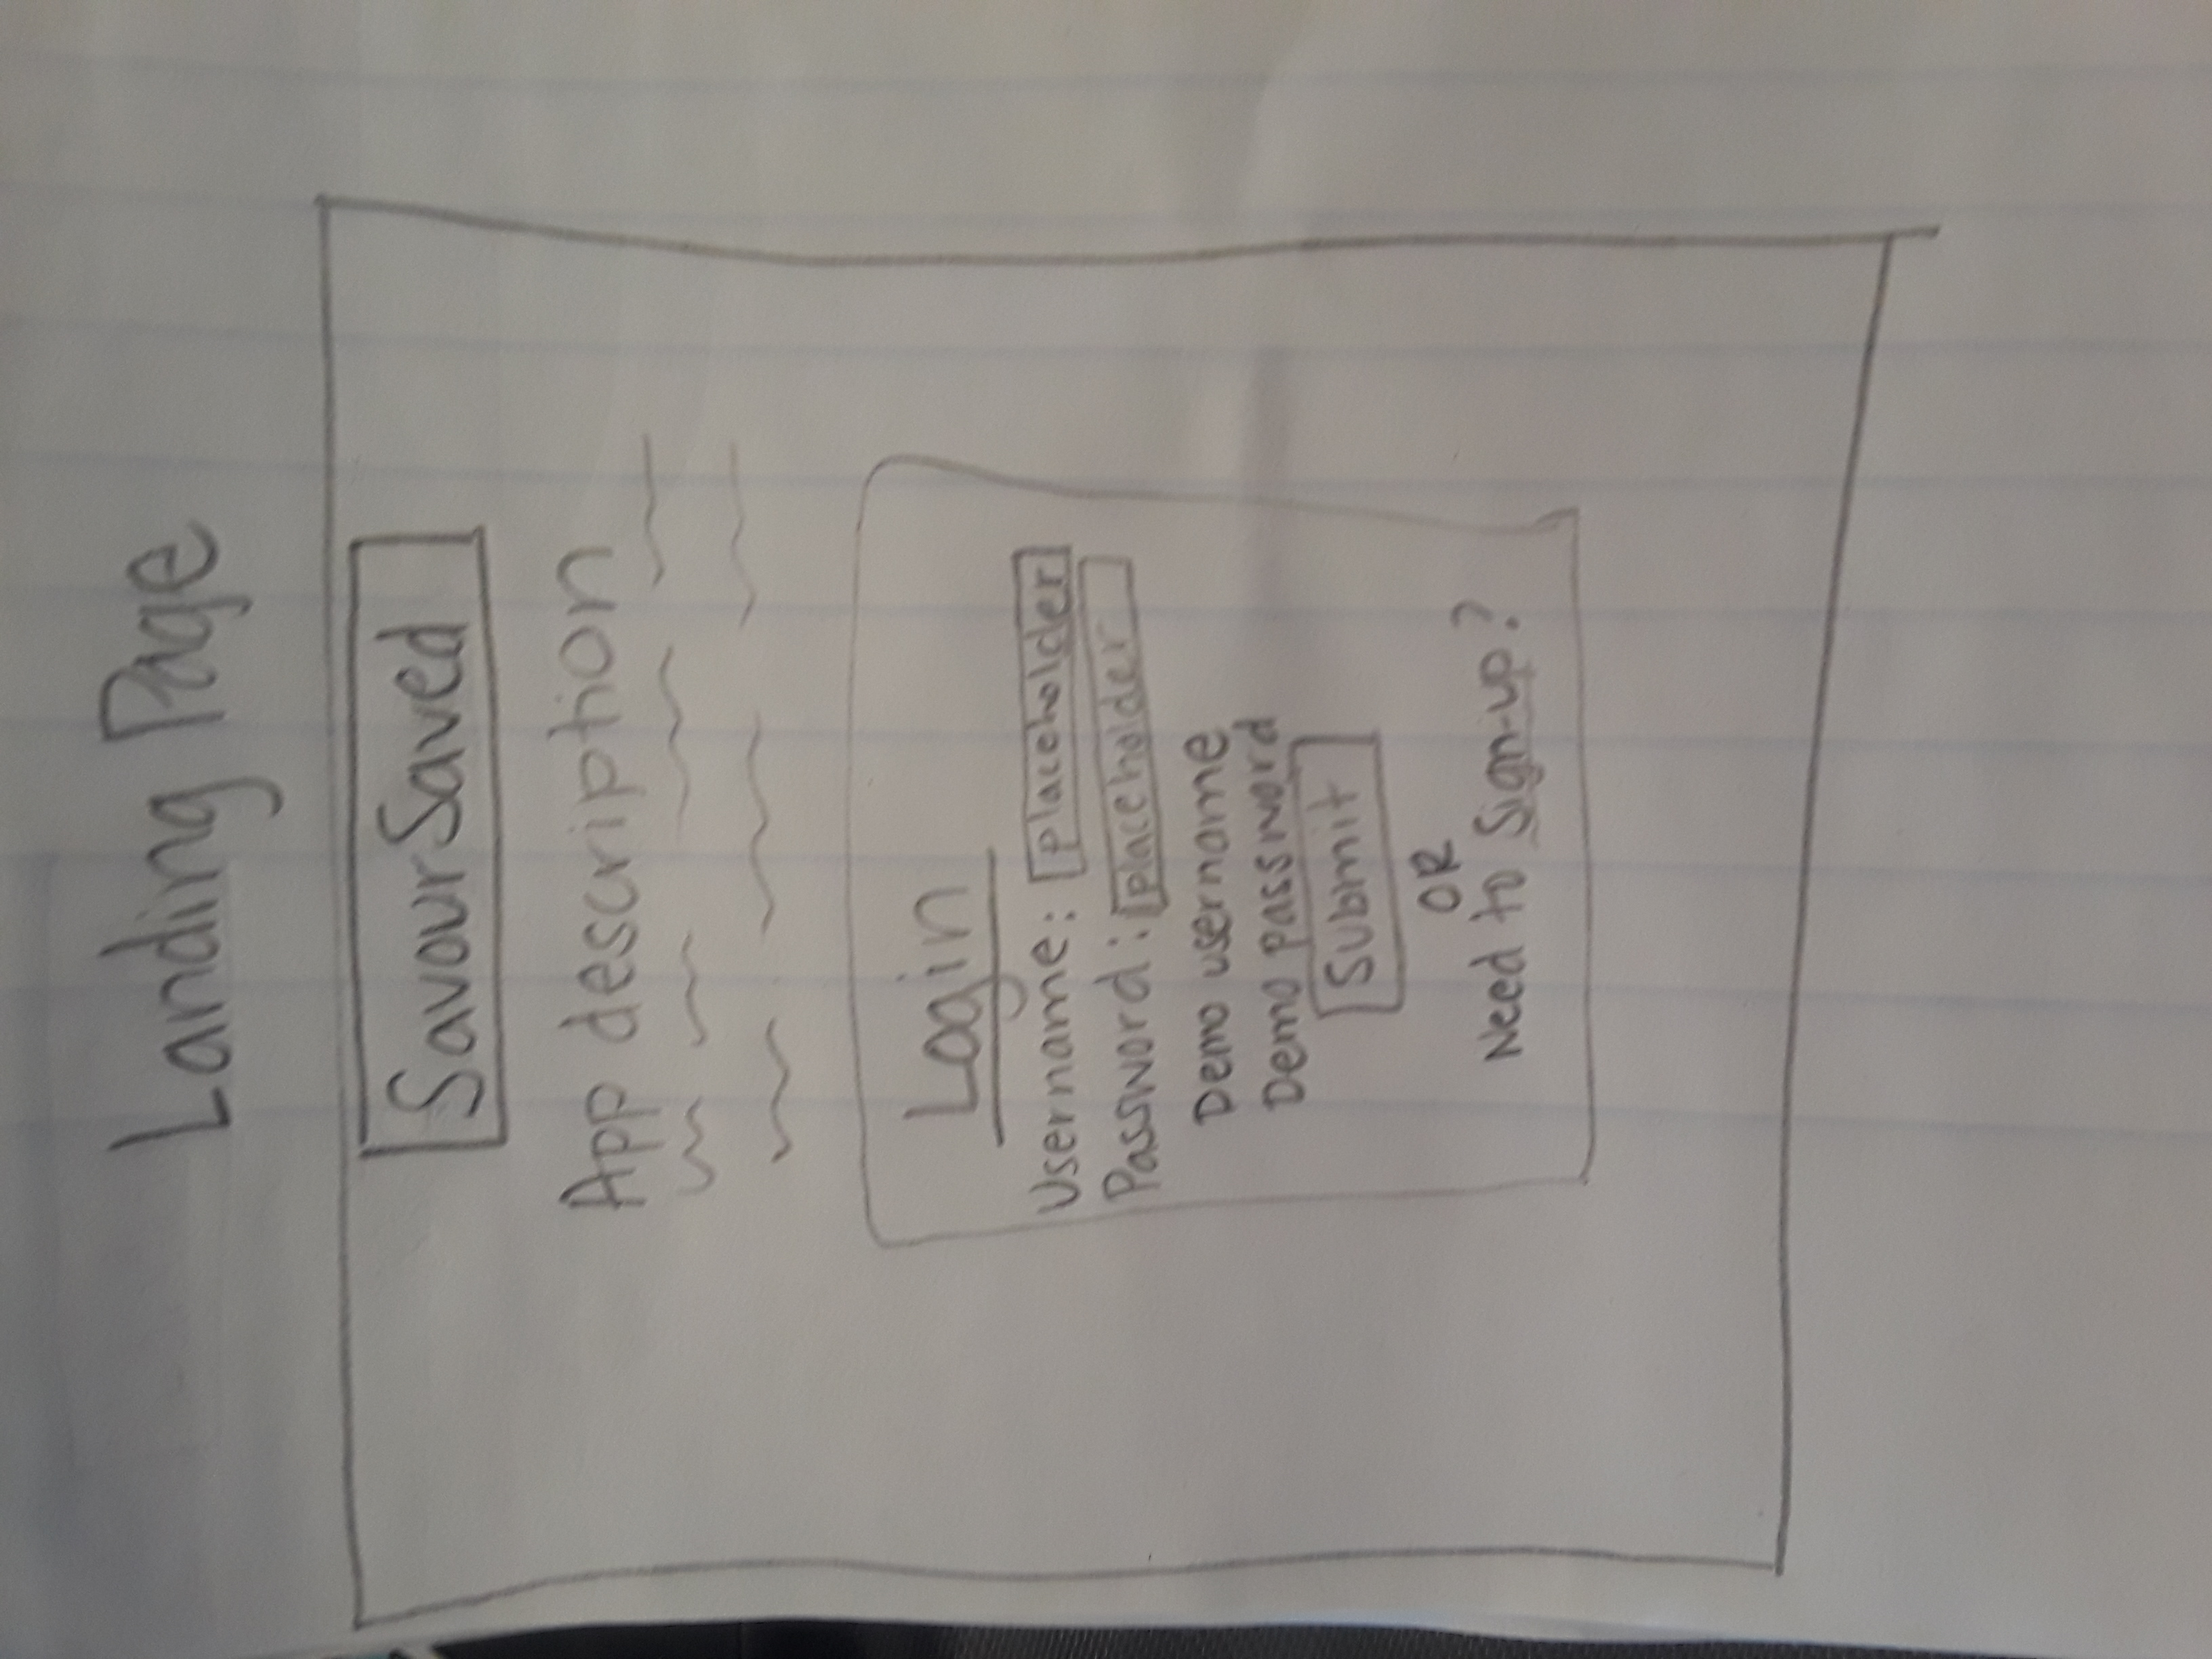 Landing Page
SavourSaved
App description
Login
Username: placeholder
Password: placeholder
Demo username
Demo password
Submit
OR
Need to Sign-up?